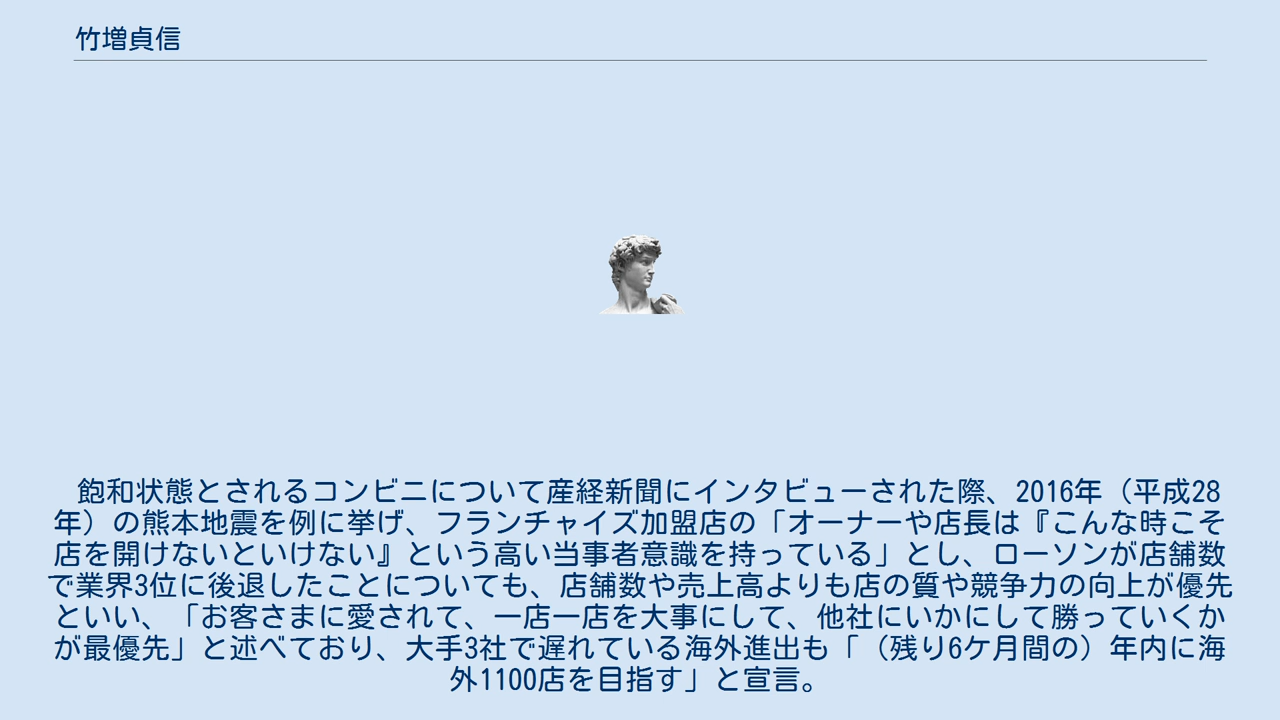 竹増貞信
飽和状態とされるコンビニについて産経新聞にインタビューされた際、2016年（平成28
年）の熊本地震を例に挙げ、フランチャイズ加盟店の「オーナーや店長は『こんな時こそ
店を開けないといけない』という高い当事者意識を持っている」とし、ローソンが店舗数
で業界3位に後退したことについても、店舗数や売上高よりも店の質や競争力の向上が優先
といい、「お客さまに愛されて、一店一店を大事にして、他社にいかにして勝っていくか
が最優先」と述べており、大手3社で遅れている海外進出も「（残り6ケ月間の）年内に海
外1100店を目指す」と宣言。